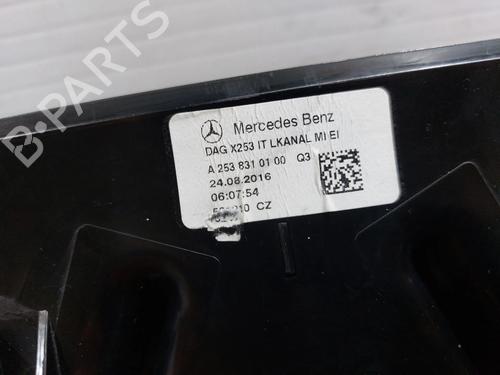 Mercedes Benz
DAG X253 IT LKANAL MI EI
A 253 831 01 00 Q3
24.08.2016
06:07:54
CZ
B-PARTS